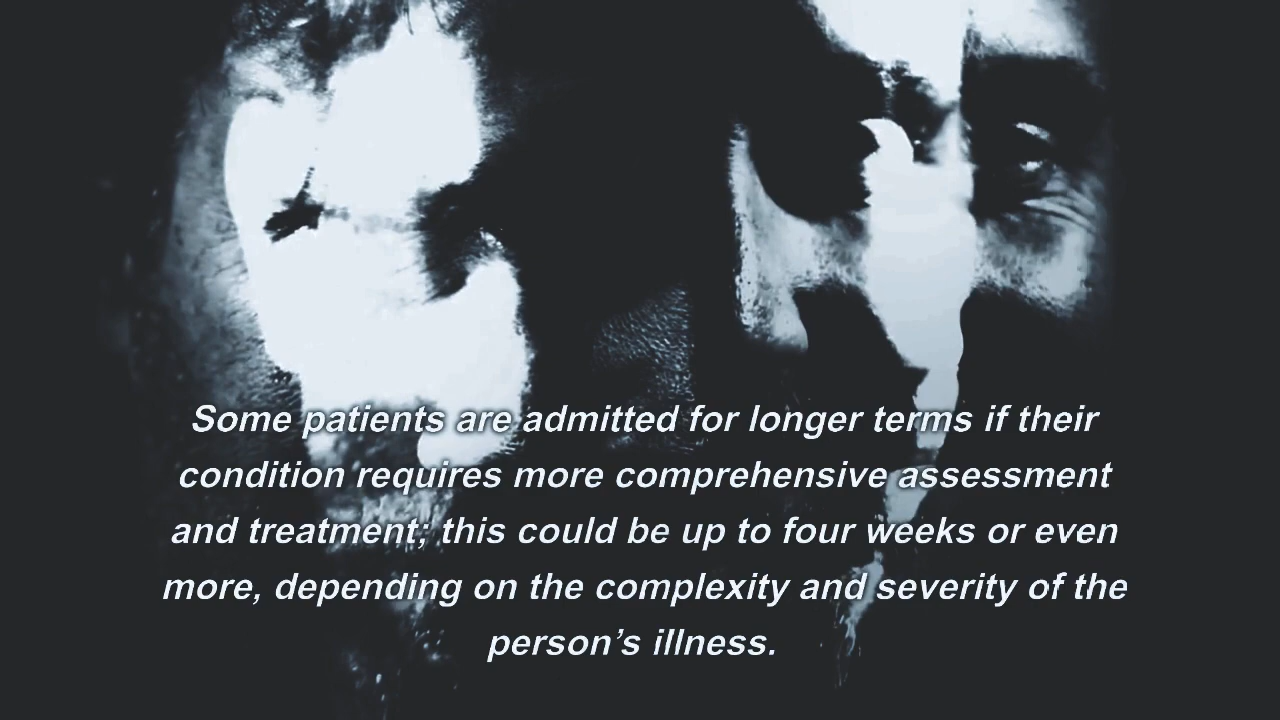 Some patients are admitted for longer terms if their
condition requires more comprehensive assessment
and treatment; this could be up to four weeks or even
more, depending on the complexity and severity of the
person’s illness.